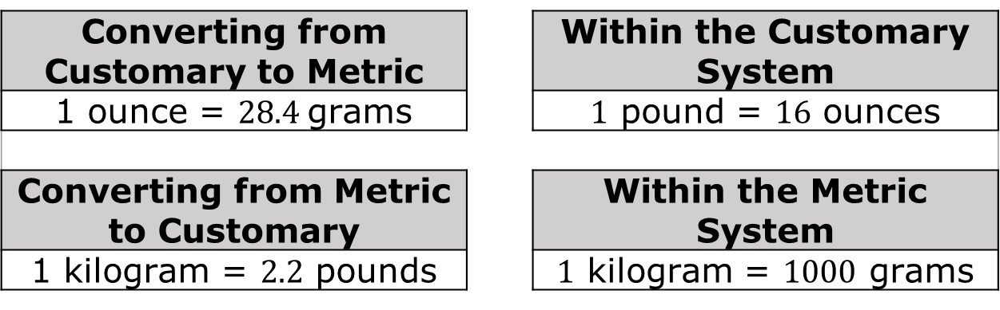 Converting from
Customary to Metric
1 ounce = 28.4 grams
Within the Customary
System
1 pound = 16 ounces
Converting from Metric
to Customary
1 kilogram = 2.2 pounds
Within the Metric
System
1 kilogram = 1000 grams